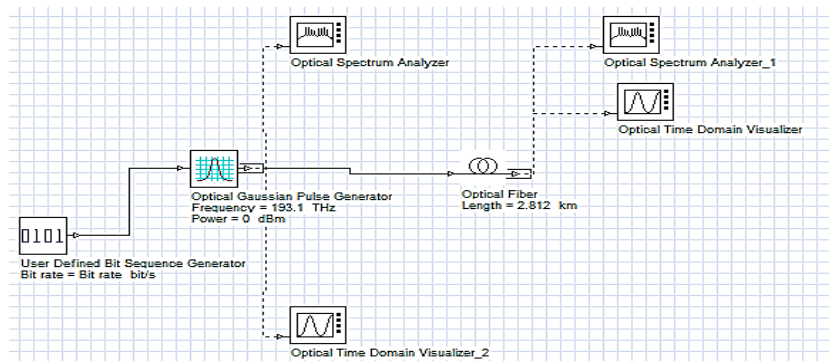 Optical Spectrum Analyzer
Optical Spectrum Analyzer_1
Optical Time Domain Visualizer
Optical Gaussian Pulse Generator
Frequency = 193.1 THz
Power = 0 dBm
Optical Fiber
Length = 2.812 km
0101
User Defined Bit Sequence Generator
Bit rate = Bit rate bit/s
Optical Time Domain Visualizer_2